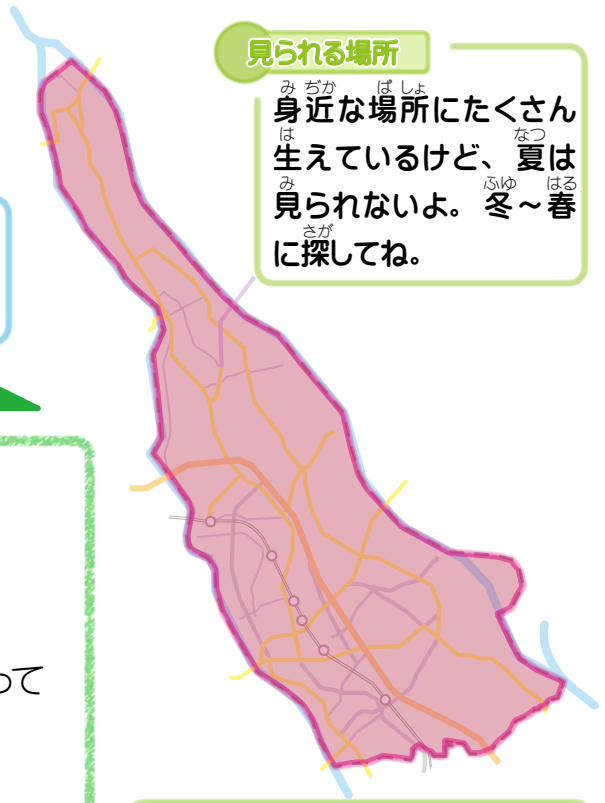 見られる場所
身近な場所にたくさん
生えているけど、夏は
見られないよ。冬～春
に探してね。
って